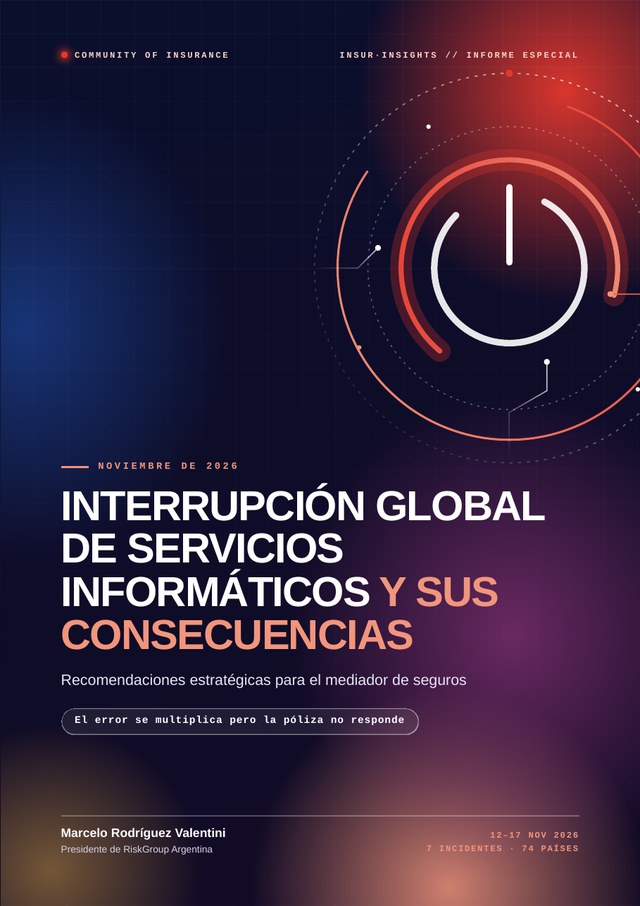 COMMUNITY OF INSURANCE
INSUR-INSIGHTS // INFORME ESPECIAL
NOVIEMBRE DE 2026
INTERRUPCIÓN GLOBAL
DE SERVICIOS
INFORMÁTICOS Y SUS
CONSECUENCIAS
Recomendaciones estratégicas para el mediador de seguros
El error se multiplica pero la póliza no responde
Marcelo Rodríguez Valentini
Presidente de RiskGroup Argentina
12–17 NOV 2026
7 INCIDENTES · 74 PAÍSES